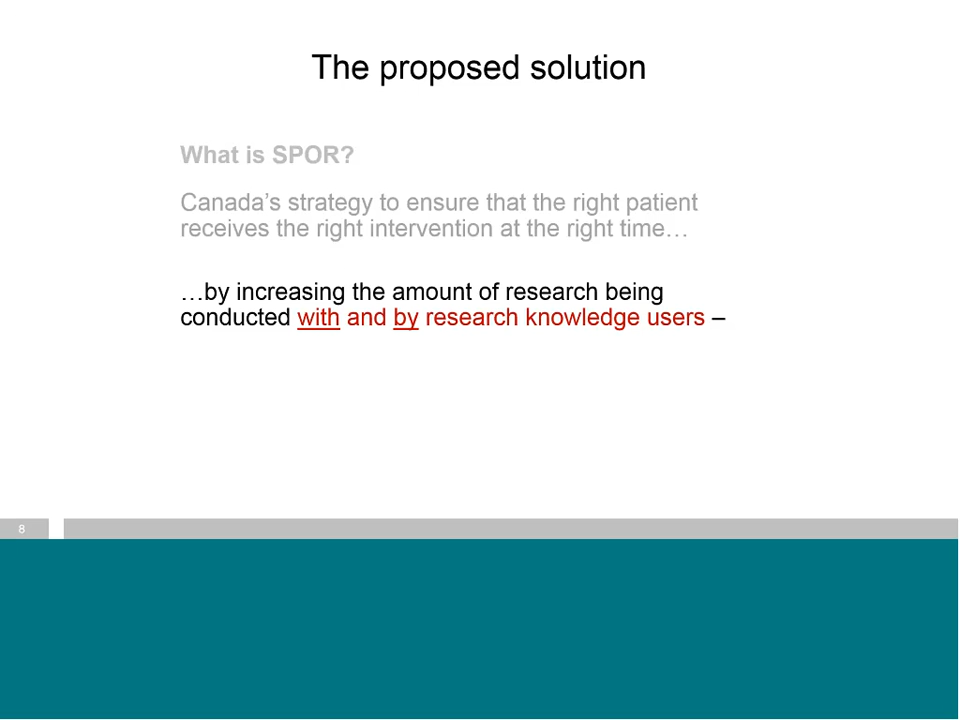 The proposed solution
What is SPOR?
Canada’s strategy to ensure that the right patient
receives the right intervention at the right time…
…by increasing the amount of research being
conducted with and by research knowledge users –
8